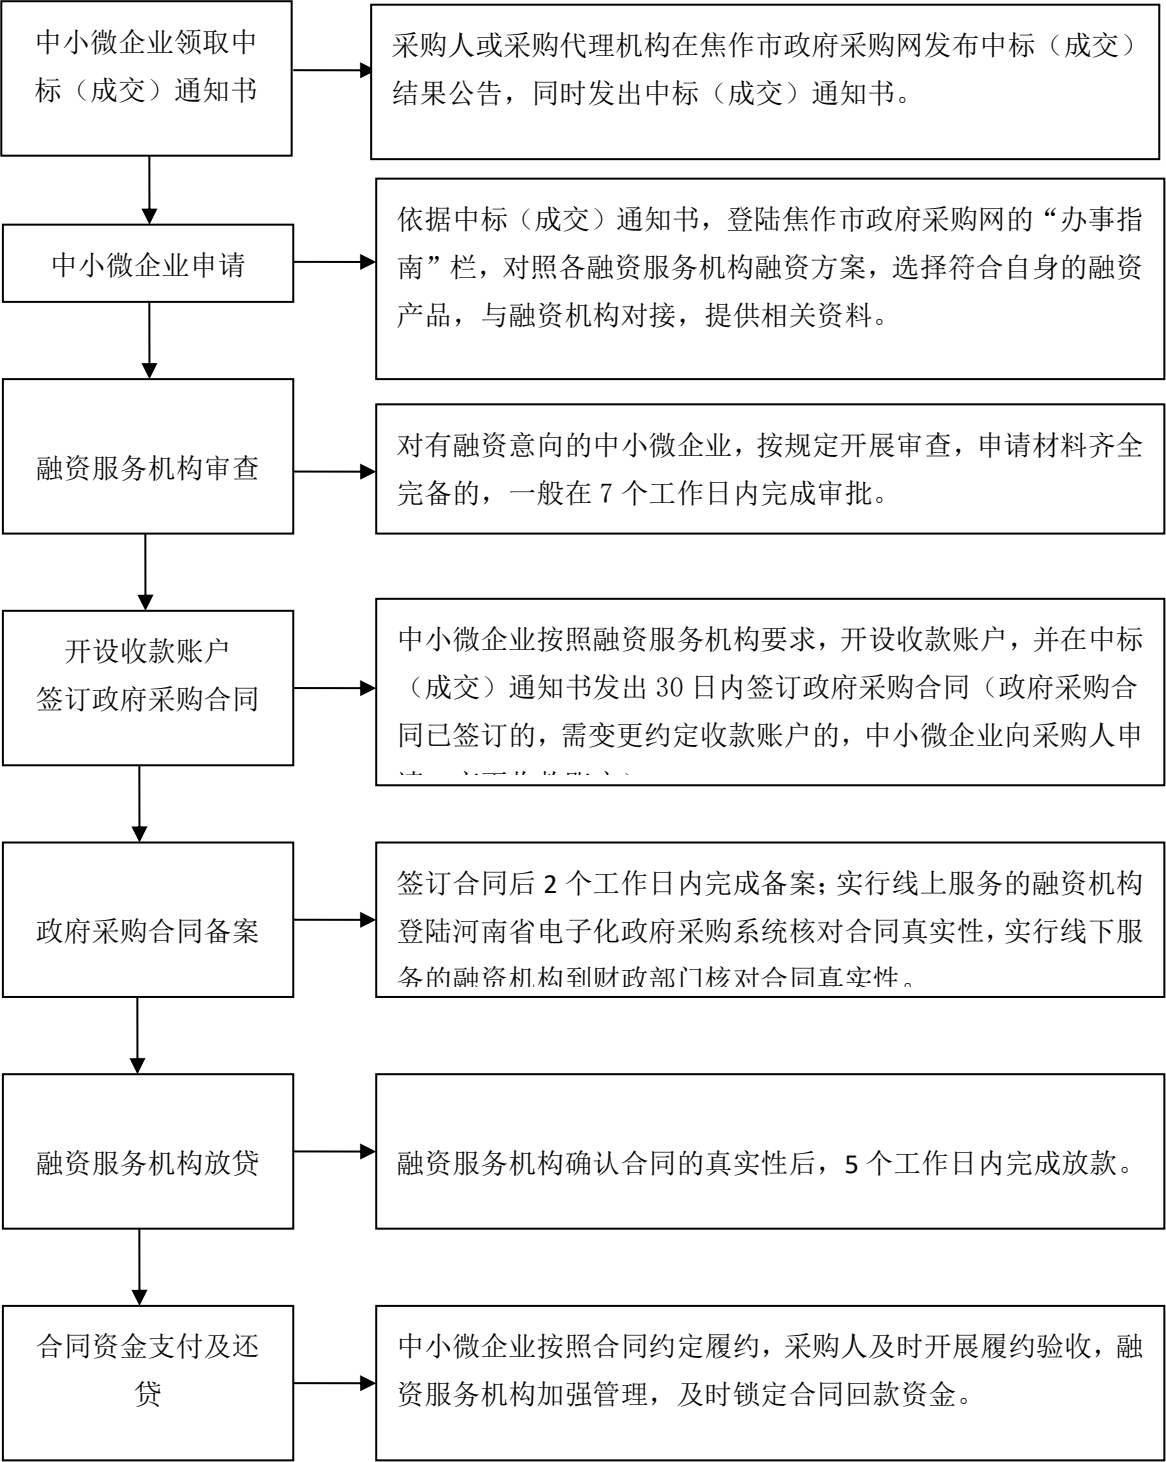 中小微企业领取中
标（成交）通知书
采购人或采购代理机构在焦作市政府采购网发布中标（成交）
结果公告，同时发出中标（成交）通知书。
中小微企业申请
依据中标（成交）通知书，登陆焦作市政府采购网的“办事指
南”栏，对照各融资服务机构融资方案，选择符合自身的融资
产品，与融资机构对接，提供相关资料。
融资服务机构审查
对有融资意向的中小微企业，按规定开展审查，申请材料齐全
完备的，一般在 7 个工作日内完成审批。
开设收款账户
签订政府采购合同
中小微企业按照融资服务机构要求，开设收款账户，并在中标
（成交）通知书发出 30 日内签订政府采购合同（政府采购合
同已签订的，需变更约定收款账户的，中小微企业向采购人申
政府采购合同备案
签订合同后 2 个工作日内完成备案；实行线上服务的融资机构
登陆河南省电子化政府采购系统核对合同真实性，实行线下服
务的融资机构到财政部门核对合同真实性。
融资服务机构放贷
融资服务机构确认合同的真实性后，5 个工作日内完成放款。
合同资金支付及还
贷
中小微企业按照合同约定履约，采购人及时开展履约验收，融
资服务机构加强管理，及时锁定合同回款资金。